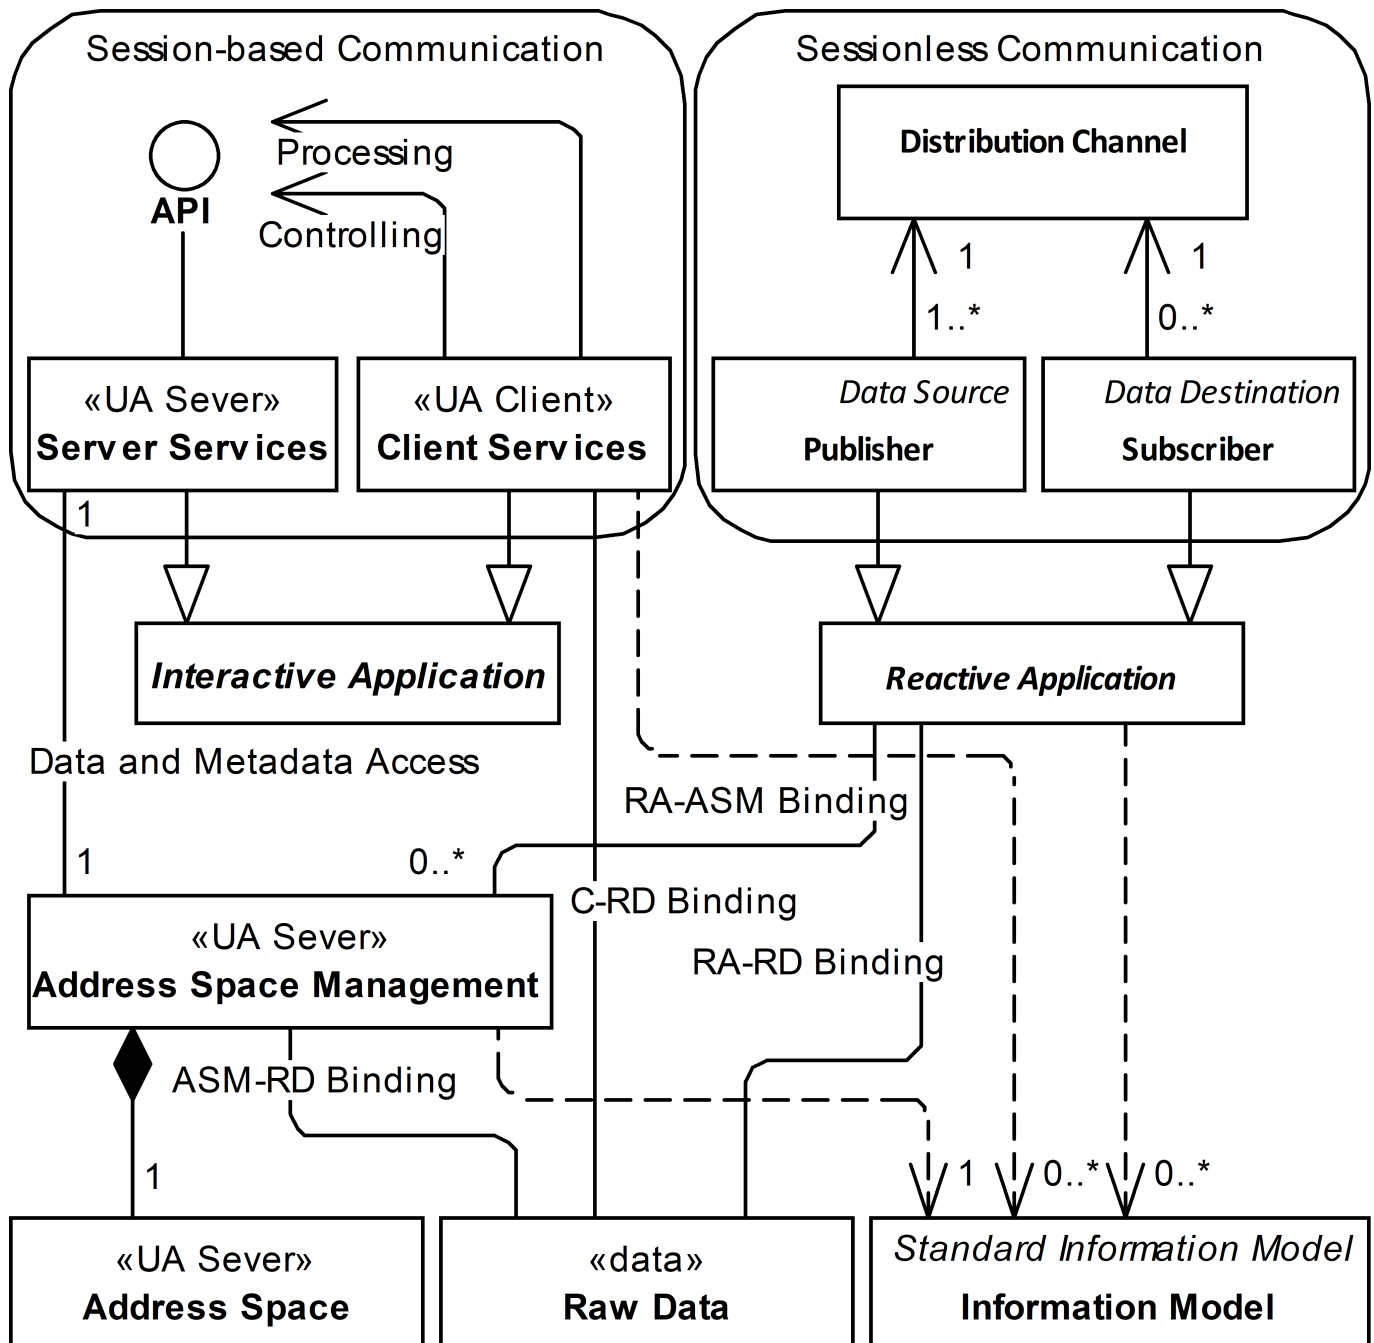 Session-based Communication
Sessionless Communication
Distribution Channel
Processing
API
Controlling
1
1
1..*
0..*
«UA Sever»
Server Services
«UA Client»
Client Services
Data Source
Publisher
Data Destination
Subscriber
1
Interactive Application
Reactive Application
Data and Metadata Access
RA-ASM Binding
1
0..*
C-RD Binding
«UA Sever»
Address Space Management
RA-RD Binding
ASM-RD Binding
1
1
0..*
0..*
«UA Sever»
Address Space
«data»
Raw Data
Standard Information Model
Information Model